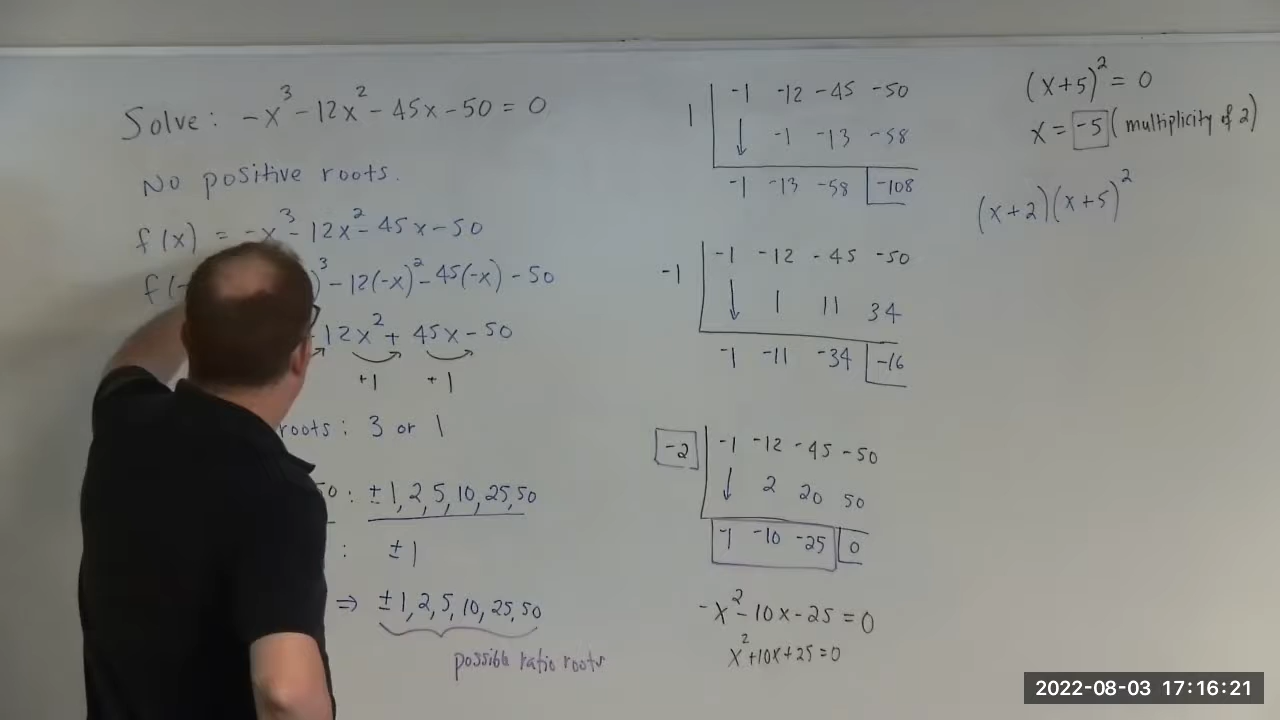 Solve: -x³ - 12x² - 45x - 50 = 0
No positive roots.
f(x) = -x³ - 12x² - 45x - 50
f(- )³ - 12(-x)² - 45(-x) - 50
12x² + 45x - 50
+1 +1
roots: 3 or 1
0 : ± 1, 2, 5, 10, 25, 50
: ± 1
⇒ ± 1, 2, 5, 10, 25, 50
possible ratio roots
1 | -1 -12 -45 -50
↓ -1 -13 -58
-1 -13 -58 -108
-1 | -1 -12 -45 -50
↓ 1 11 34
-1 -11 -34 -16
-2 | -1 -12 -45 -50
↓ 2 20 50
-1 -10 -25 0
-x² - 10x - 25 = 0
x² + 10x + 25 = 0
(x+5)² = 0
x = -5 (multiplicity of 2)
(x+2)(x+5)²
2022-08-03 17:16:21